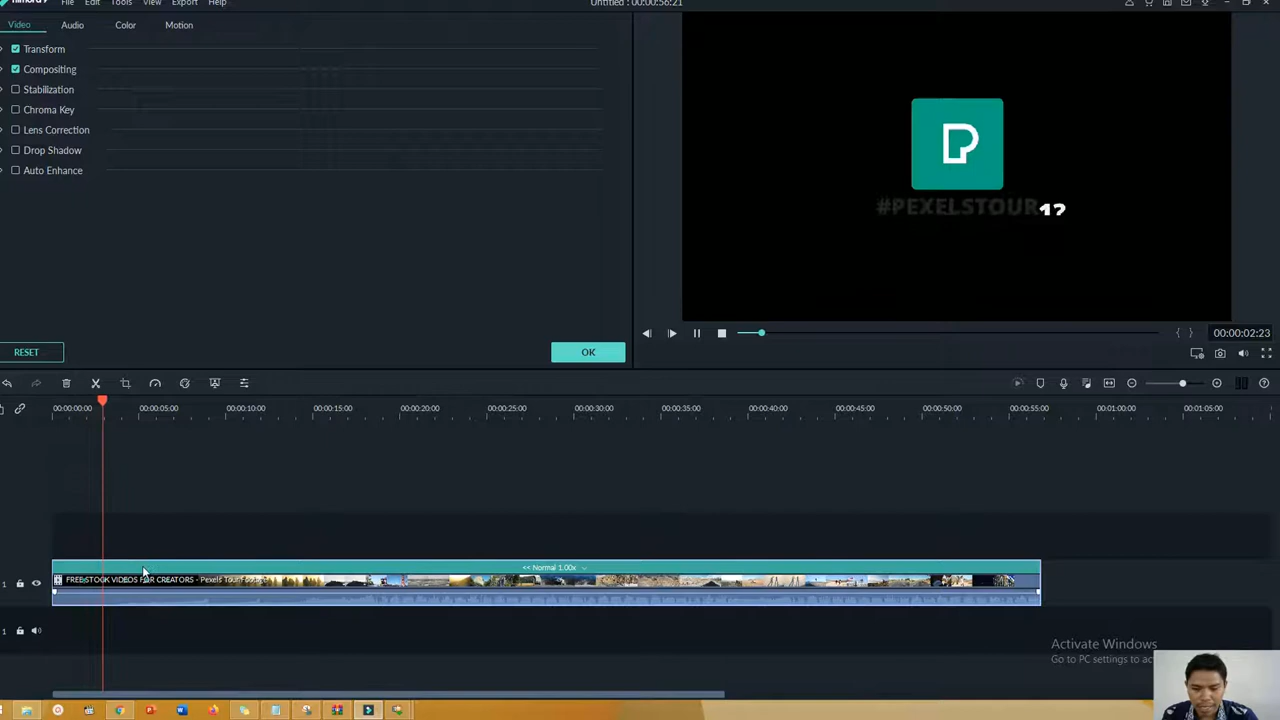 File Edit Tools View Export Help Untitled : 00:00:56:21
Video Audio Color Motion
Transform
Compositing
Stabilization
Chroma Key
Lens Correction
Drop Shadow
Auto Enhance
#PEXELSTOUR
RESET OK
00:00:02:23
00:00:00:00 00:00:05:00 00:00:10:00 00:00:15:00 00:00:20:00 00:00:25:00 00:00:30:00 00:00:35:00 00:00:40:00 00:00:45:00 00:00:50:00 00:00:55:00 00:01:00:00 00:01:05:00
<< Normal 1.00x
FREE STOCK VIDEOS FOR CREATORS - Pexels Tour
1
1
Activate Windows
Go to PC settings to